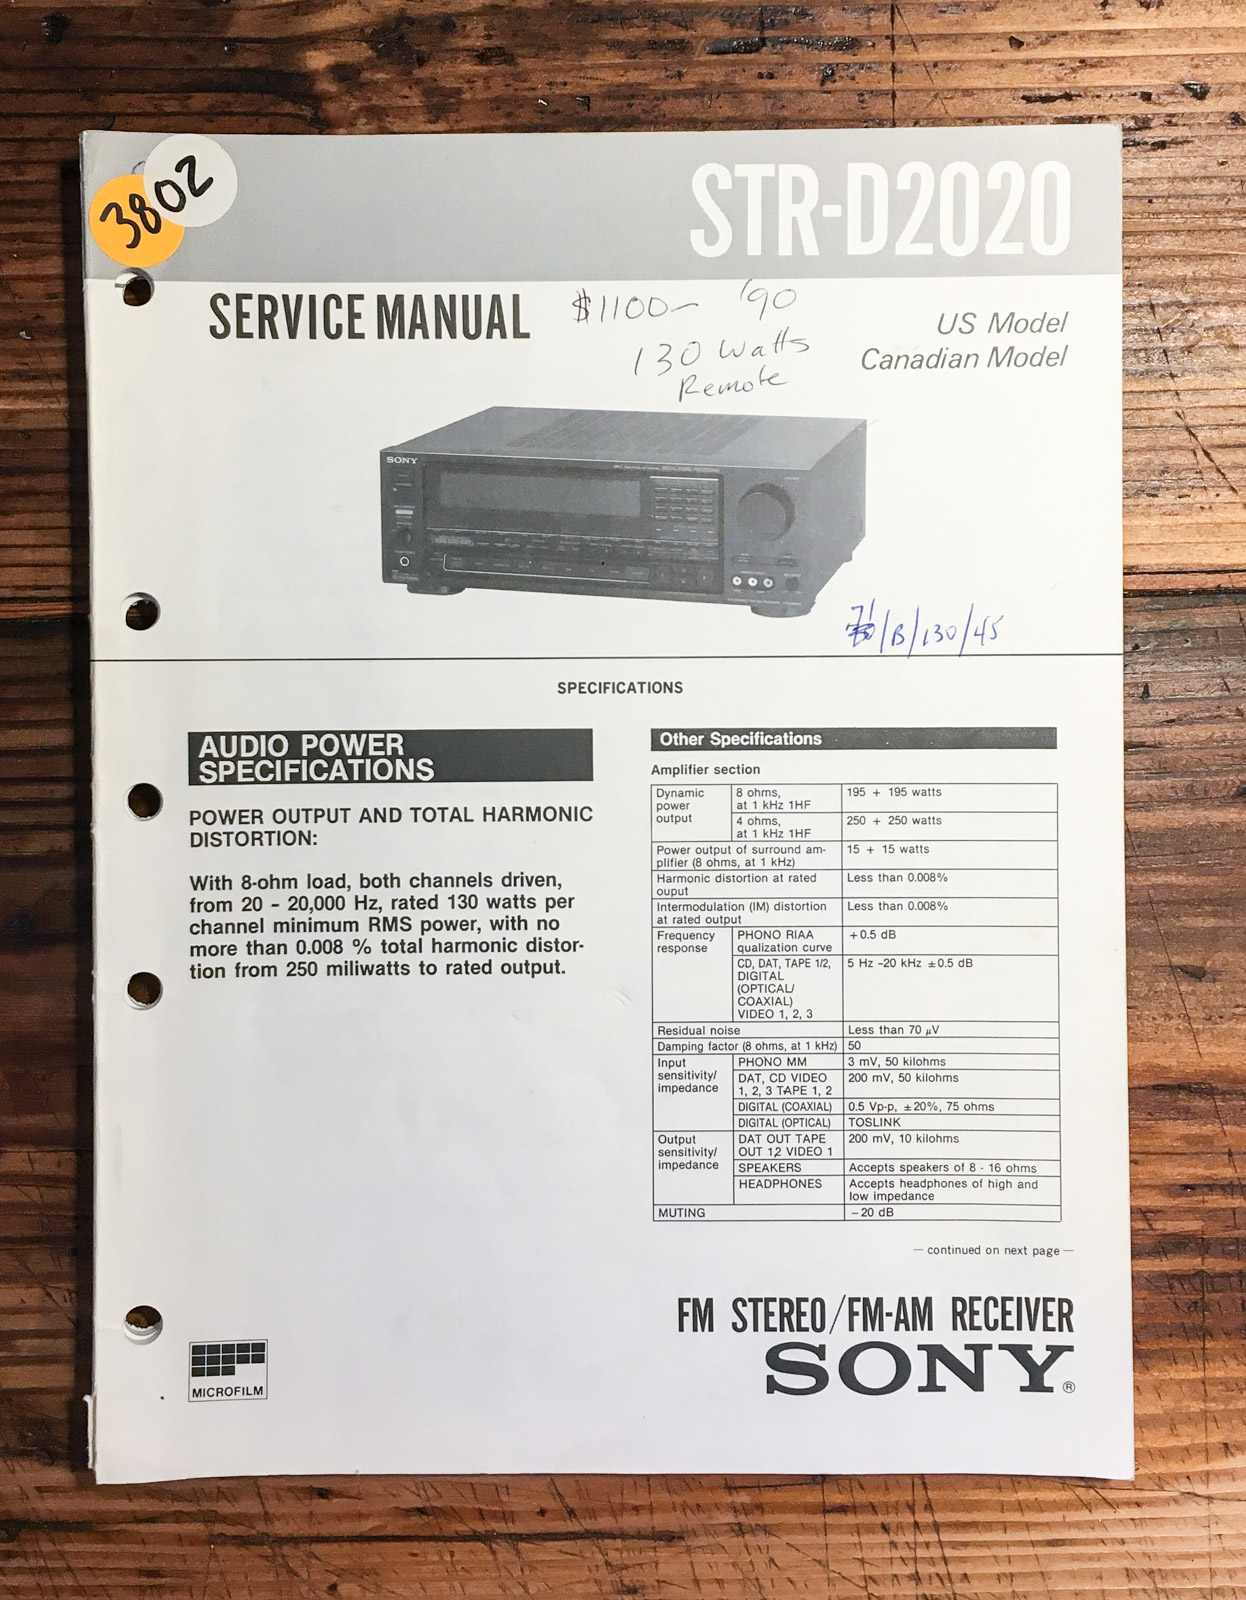 3802
STR-D2020
SERVICE MANUAL
$1100- '90
130 Watts
Remote
US Model
Canadian Model
SONY
/B/130/45
SPECIFICATIONS
AUDIO POWER
SPECIFICATIONS
POWER OUTPUT AND TOTAL HARMONIC
DISTORTION:
With 8-ohm load, both channels driven,
from 20 - 20,000 Hz, rated 130 watts per
channel minimum RMS power, with no
more than 0.008 % total harmonic distor-
tion from 250 miliwatts to rated output.
Other Specifications
Amplifier section
Dynamic power output 8 ohms, at 1 kHz 1HF 195 + 195 watts
4 ohms, at 1 kHz 1HF 250 + 250 watts
Power output of surround am-
plifier (8 ohms, at 1 kHz) 15 + 15 watts
Harmonic distortion at rated
ouput Less than 0.008%
Intermodulation (IM) distortion
at rated output Less than 0.008%
Frequency response PHONO RIAA qualization curve +0.5 dB
CD, DAT, TAPE 1/2,
DIGITAL
(OPTICAL/
COAXIAL)
VIDEO 1, 2, 3 5 Hz -20 kHz ±0.5 dB
Residual noise Less than 70 µV
Damping factor (8 ohms, at 1 kHz) 50
Input sensitivity/ impedance PHONO MM 3 mV, 50 kilohms
DAT, CD VIDEO
1, 2, 3 TAPE 1, 2 200 mV, 50 kilohms
DIGITAL (COAXIAL) 0.5 Vp-p, ±20%, 75 ohms
DIGITAL (OPTICAL) TOSLINK
Output sensitivity/ impedance DAT OUT TAPE
OUT 12 VIDEO 1 200 mV, 10 kilohms
SPEAKERS Accepts speakers of 8 - 16 ohms
HEADPHONES Accepts headphones of high and
low impedance
MUTING -20 dB
— continued on next page —
FM STEREO/FM-AM RECEIVER
SONY®
MICROFILM